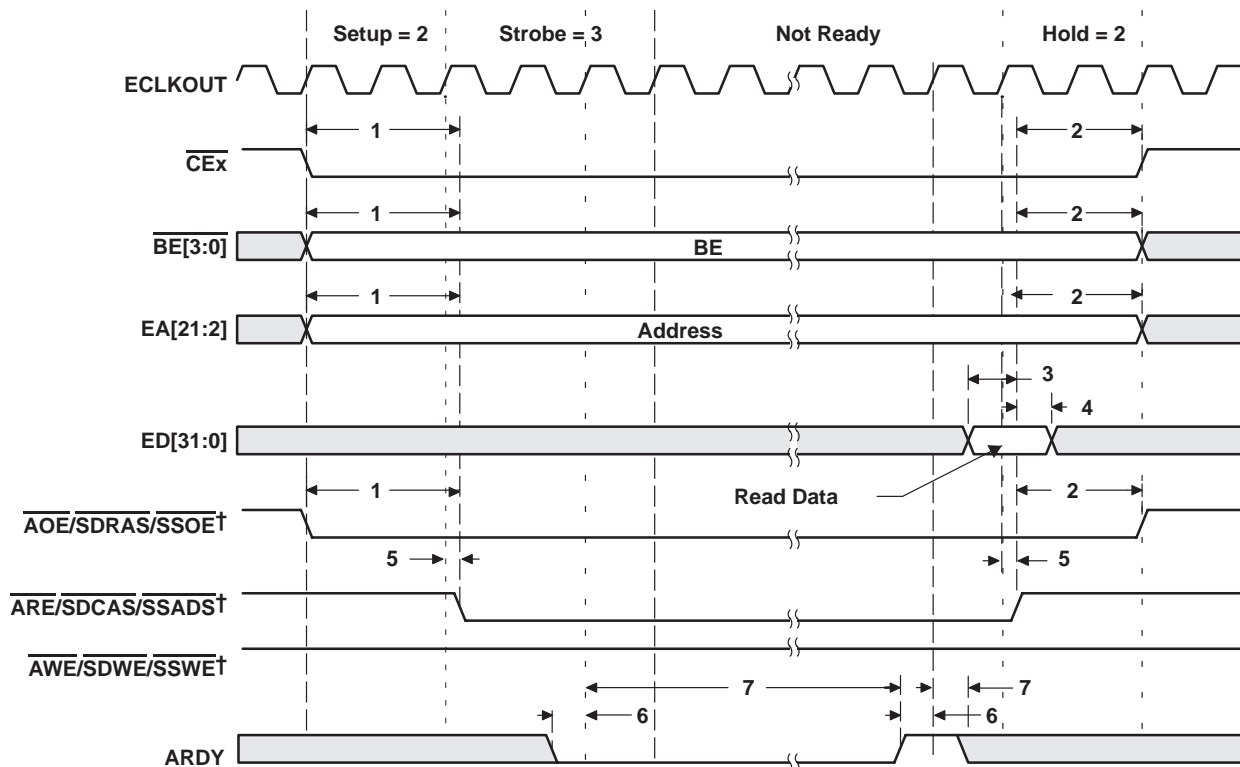 Setup = 2 Strobe = 3 Not Ready Hold = 2
ECLKOUT
1 2
CEx
1 2
BE[3:0] BE
1 2
EA[21:2] Address
3
4
ED[31:0]
Read Data
1 2
AOE/SDRAS/SSOE†
5 5
ARE/SDCAS/SSADS†
AWE/SDWE/SSWE†
7 7
6 6
ARDY